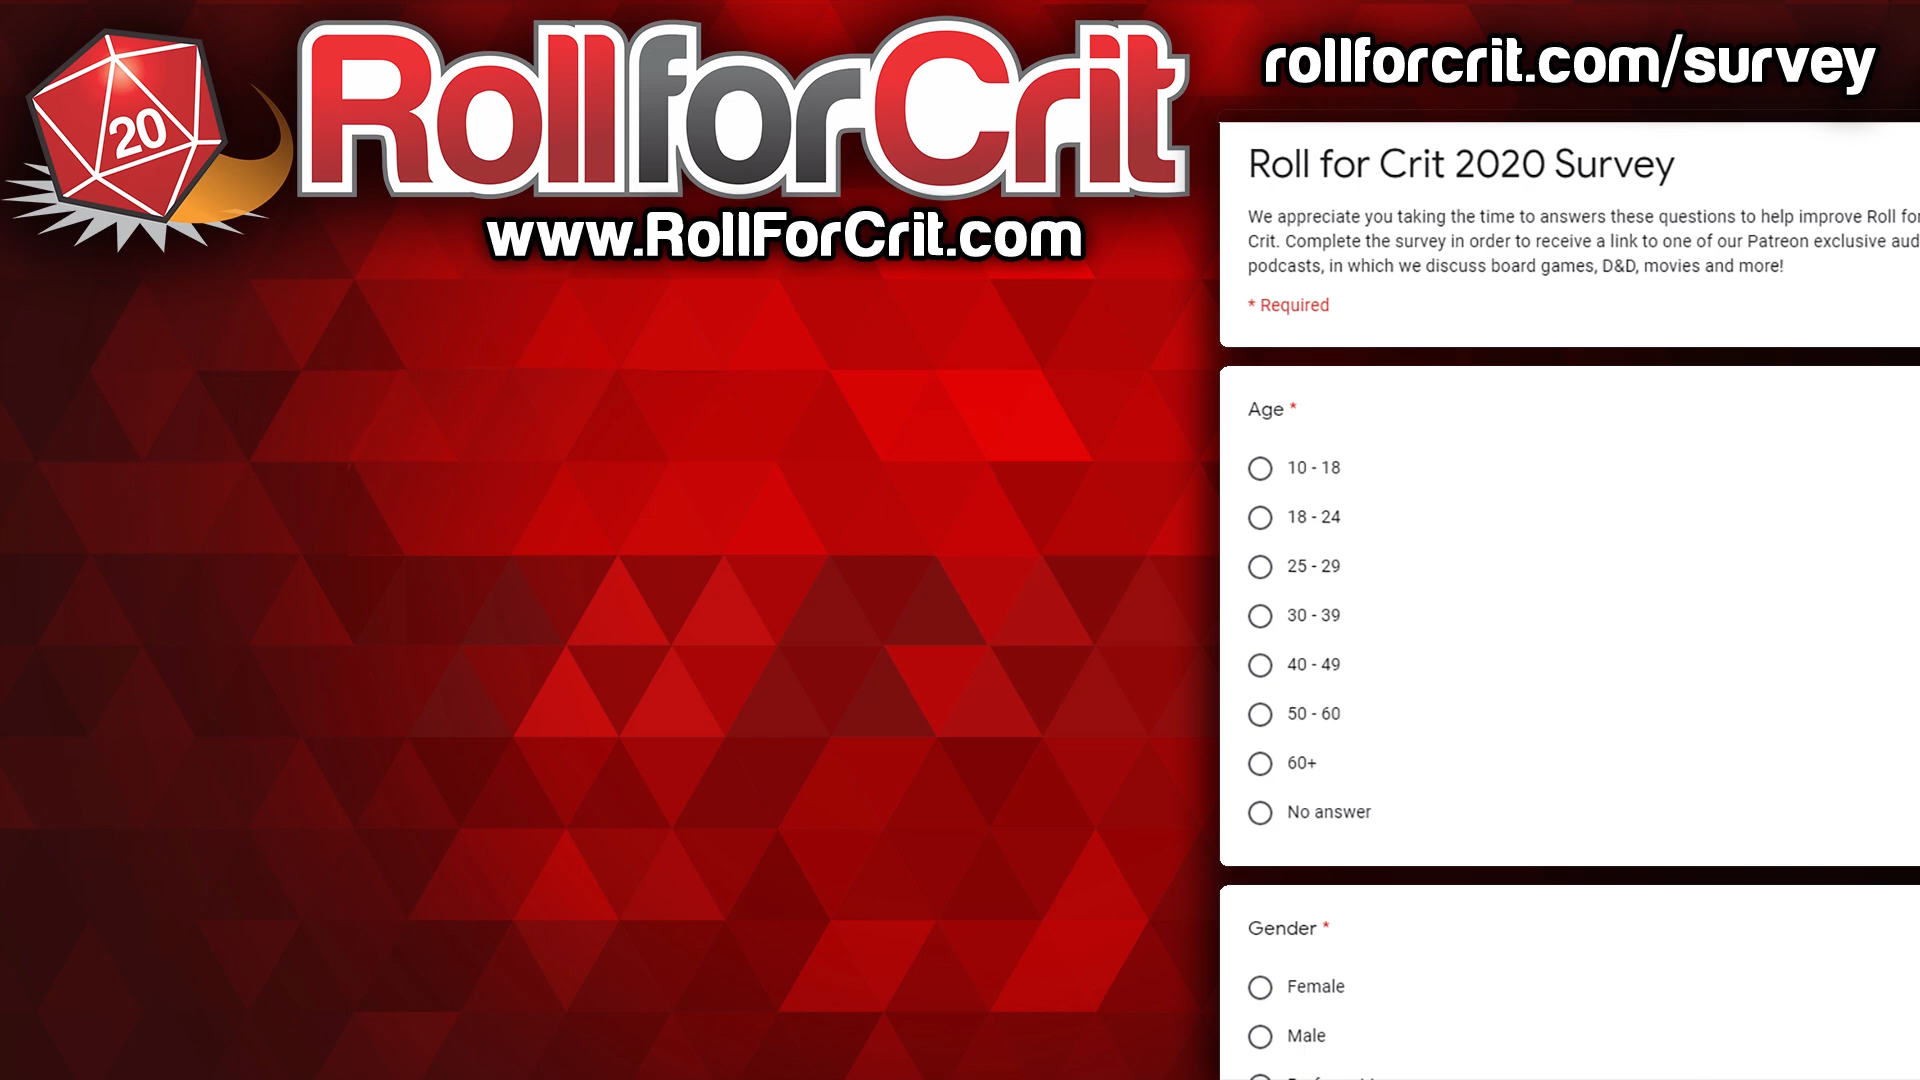 20
RollforCrit
www.RollForCrit.com
rollforcrit.com/survey
Roll for Crit 2020 Survey
We appreciate you taking the time to answers these questions to help improve Roll for
Crit. Complete the survey in order to receive a link to one of our Patreon exclusive aud
podcasts, in which we discuss board games, D&D, movies and more!
* Required
Age *
10 - 18
18 - 24
25 - 29
30 - 39
40 - 49
50 - 60
60+
No answer
Gender *
Female
Male